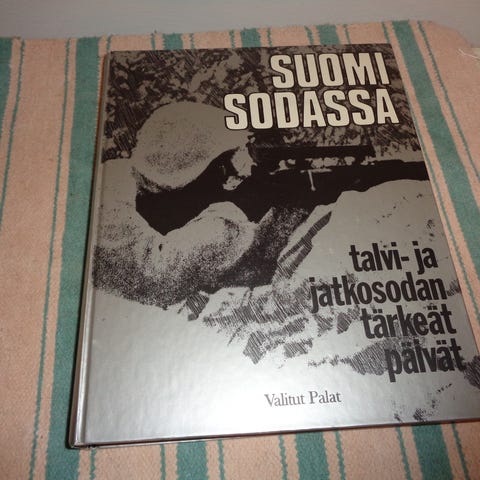 SUOMI
SODASSA
talvi- ja
jatkosodan
tärkeät
päivät
Valitut Palat